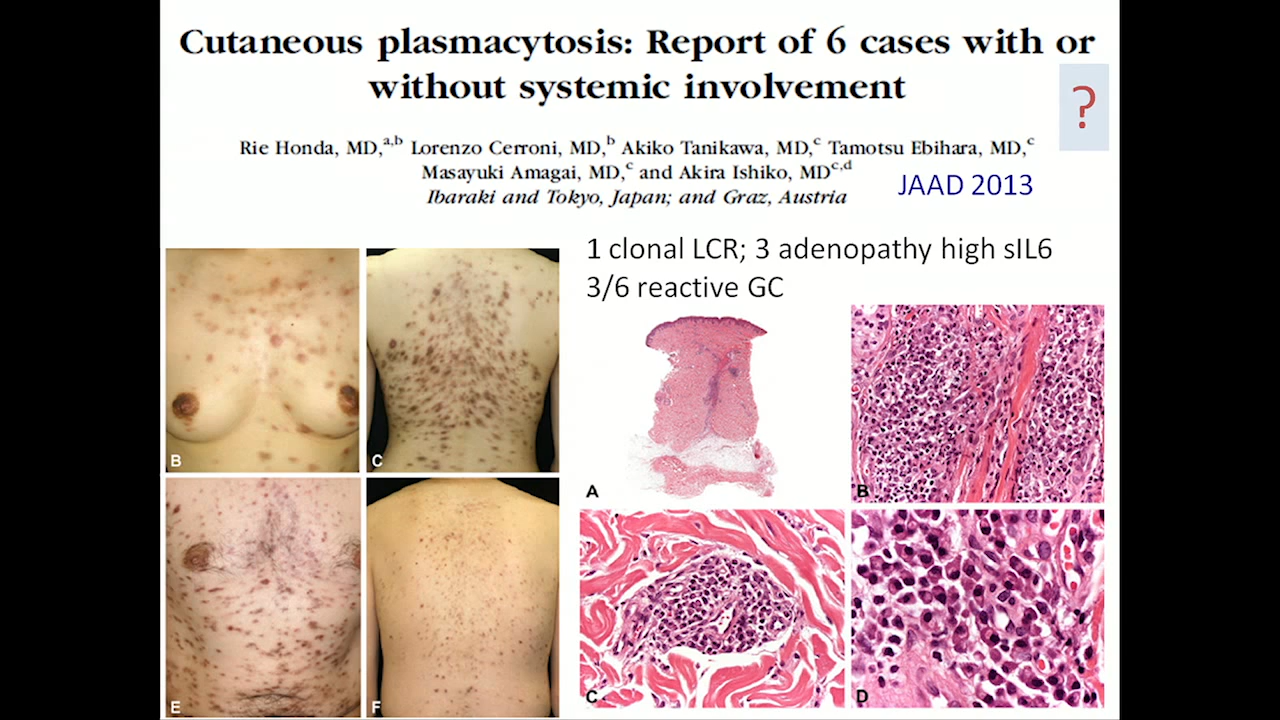 Cutaneous plasmacytosis: Report of 6 cases with or
without systemic involvement
?
Rie Honda, MD,a,b Lorenzo Cerroni, MD,b Akiko Tanikawa, MD,c Tamotsu Ebihara, MD,c
Masayuki Amagai, MD,c and Akira Ishiko, MDc,d
Ibaraki and Tokyo, Japan; and Graz, Austria
JAAD 2013
1 clonal LCR; 3 adenopathy high sIL6
3/6 reactive GC
B
C
E
F
A
B
C
D